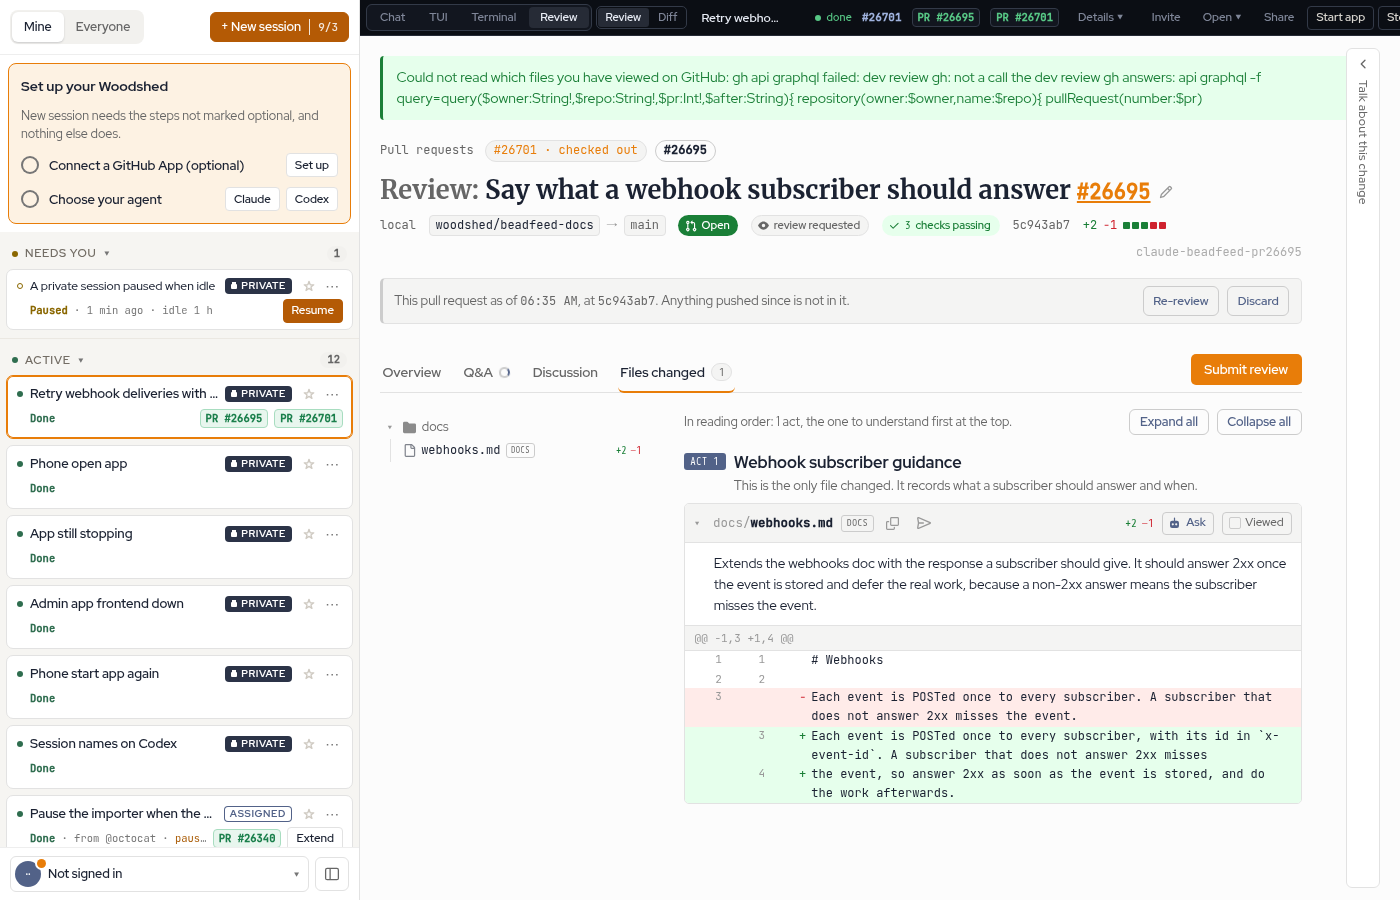 Mine Everyone + New session 9/3
Set up your Woodshed
New session needs the steps not marked optional, and
nothing else does.
Connect a GitHub App (optional) Set up
Choose your agent Claude Codex
NEEDS YOU 1
A private session paused when idle PRIVATE
Paused · 1 min ago · idle 1 h Resume
ACTIVE 12
Retry webhook deliveries with ... PRIVATE
Done PR #26695 PR #26701
Phone open app PRIVATE
Done
App still stopping PRIVATE
Done
Admin app frontend down PRIVATE
Done
Phone start app again PRIVATE
Done
Session names on Codex PRIVATE
Done
Pause the importer when the ... ASSIGNED
Done · from @octocat · paus... PR #26340 Extend
Not signed in
Chat TUI Terminal Review Review Diff Retry webho... done #26701 PR #26695 PR #26701 Details Invite Open Share Start app
Could not read which files you have viewed on GitHub: gh api graphql failed: dev review gh: not a call the dev review gh answers: api graphql -f
query=query($owner:String!,$repo:String!,$pr:Int!,$after:String){ repository(owner:$owner,name:$repo){ pullRequest(number:$pr)
Pull requests #26701 · checked out #26695
Review: Say what a webhook subscriber should answer #26695
local woodshed/beadfeed-docs → main Open review requested 3 checks passing 5c943ab7 +2 -1
claude-beadfeed-pr26695
This pull request as of 06:35 AM, at 5c943ab7. Anything pushed since is not in it. Re-review Discard
Overview Q&A Discussion Files changed 1 Submit review
docs
webhooks.md DOCS +2 −1
In reading order: 1 act, the one to understand first at the top. Expand all Collapse all
ACT 1 Webhook subscriber guidance
This is the only file changed. It records what a subscriber should answer and when.
docs/webhooks.md DOCS +2 −1 Ask Viewed
Extends the webhooks doc with the response a subscriber should give. It should answer 2xx once
the event is stored and defer the real work, because a non-2xx answer means the subscriber
misses the event.
@@ -1,3 +1,4 @@
1 1 # Webhooks
2 2
3 - Each event is POSTed once to every subscriber. A subscriber that
does not answer 2xx misses the event.
3 + Each event is POSTed once to every subscriber, with its id in `x-
event-id`. A subscriber that does not answer 2xx misses
4 + the event, so answer 2xx as soon as the event is stored, and do
the work afterwards.
Talk about this change